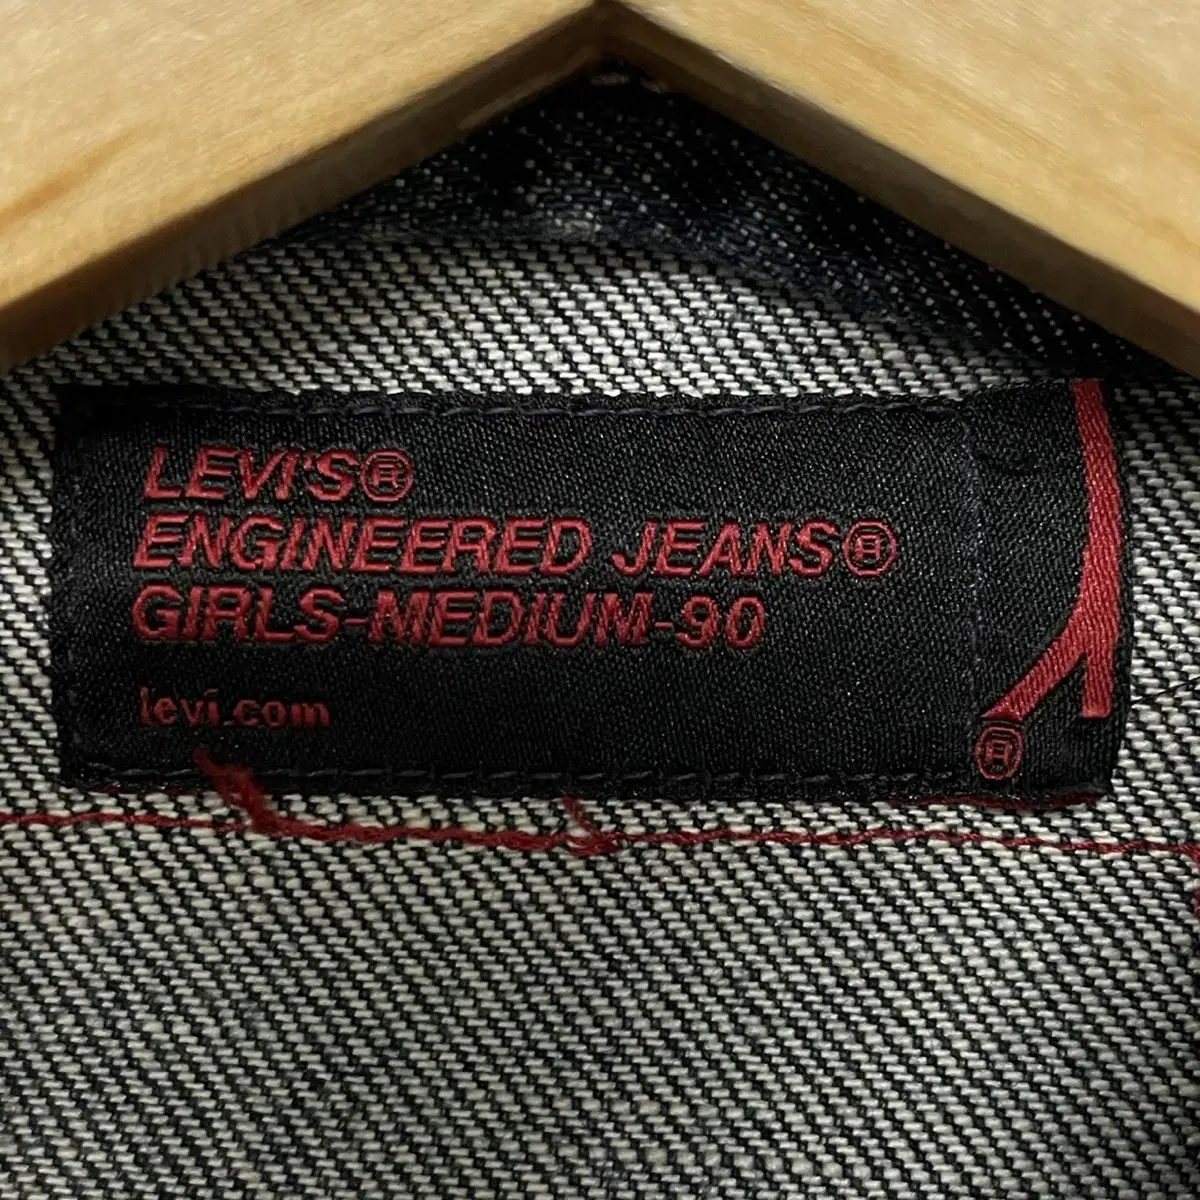 LEVI'S®
ENGINEERED JEANS®
GIRLS-MEDIUM-90
levi.com
®